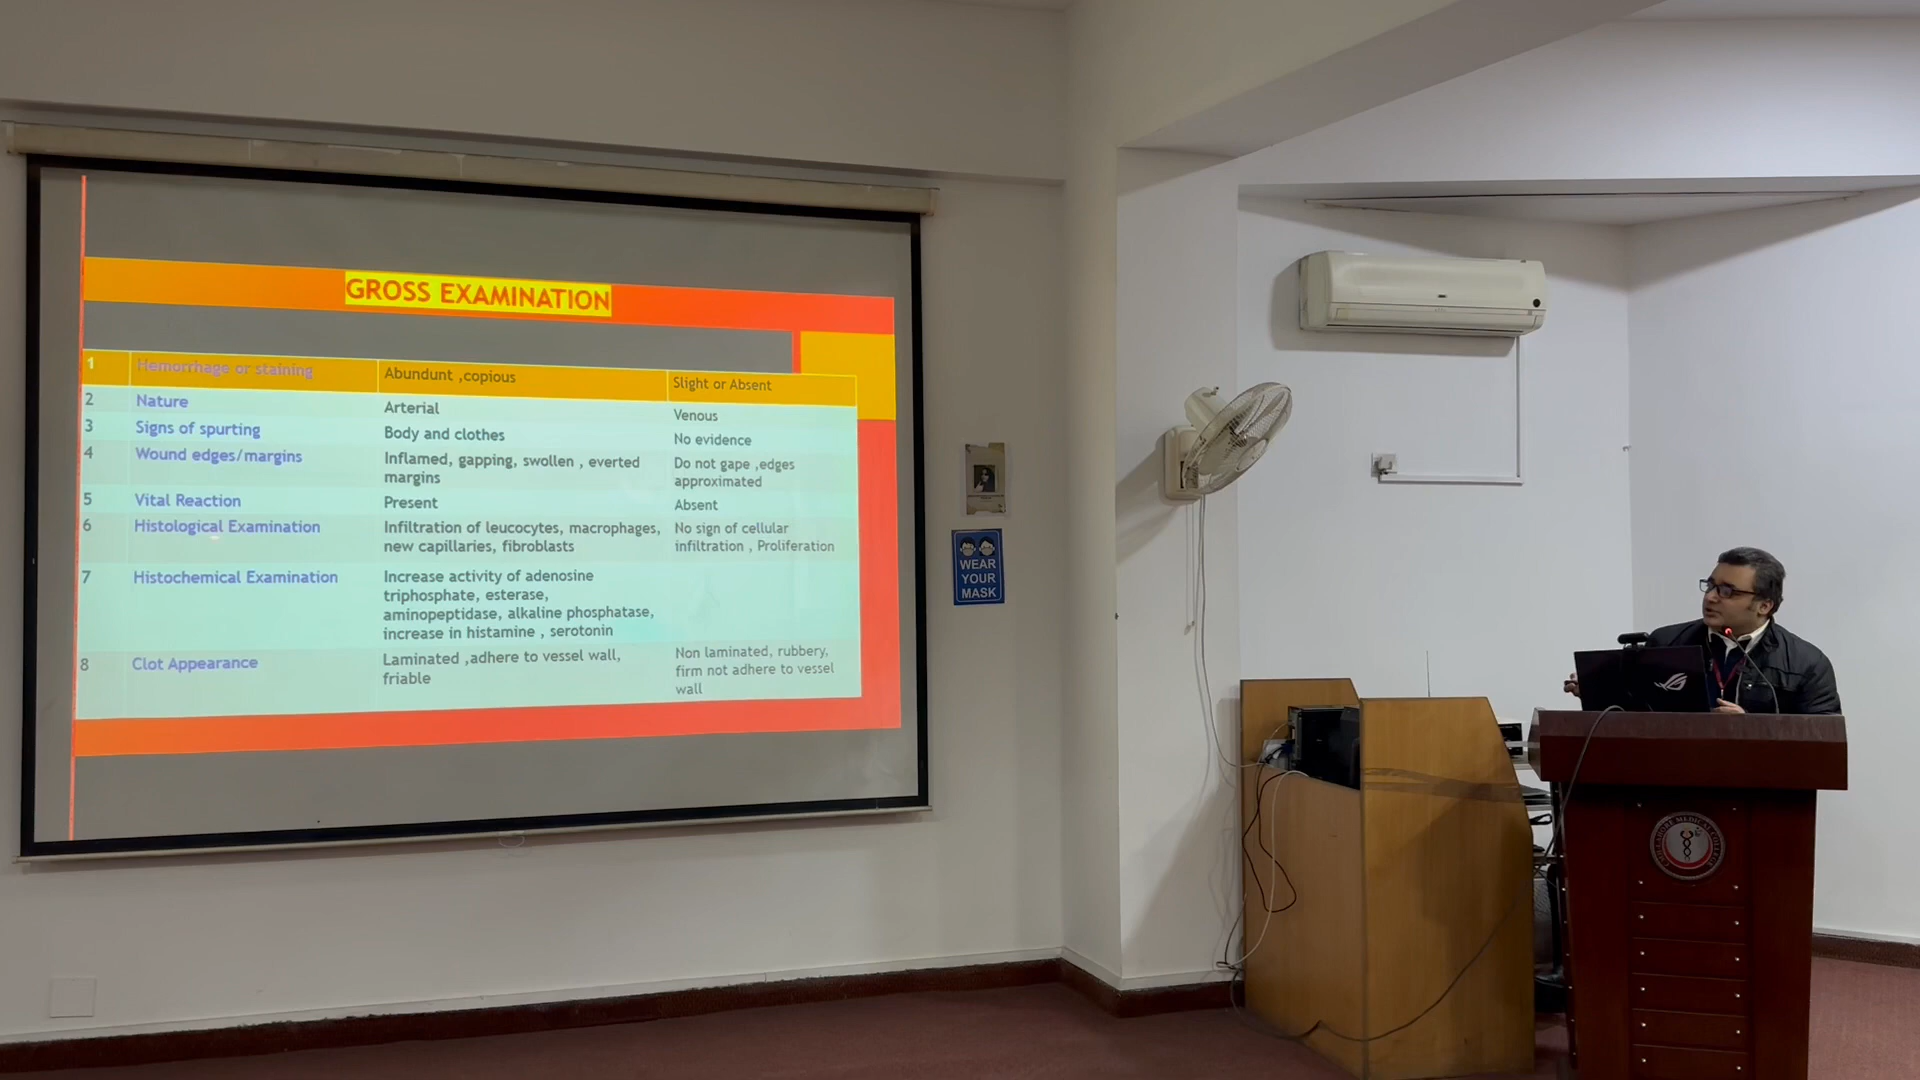 GROSS EXAMINATION
1 Hemorrhage or staining Abundunt ,copious Slight or Absent
2 Nature Arterial Venous
3 Signs of spurting Body and clothes No evidence
4 Wound edges/margins Inflamed, gapping, swollen , everted Do not gape ,edges
margins approximated
5 Vital Reaction Present Absent
6 Histological Examination Infiltration of leucocytes, macrophages, No sign of cellular
new capillaries, fibroblasts infiltration , Proliferation
7 Histochemical Examination Increase activity of adenosine
triphosphate, esterase,
aminopeptidase, alkaline phosphatase,
increase in histamine , serotonin
8 Clot Appearance Laminated ,adhere to vessel wall, Non laminated, rubbery,
friable firm not adhere to vessel
wall
WEAR
YOUR
MASK
LAHORE MEDICAL COLLEGE